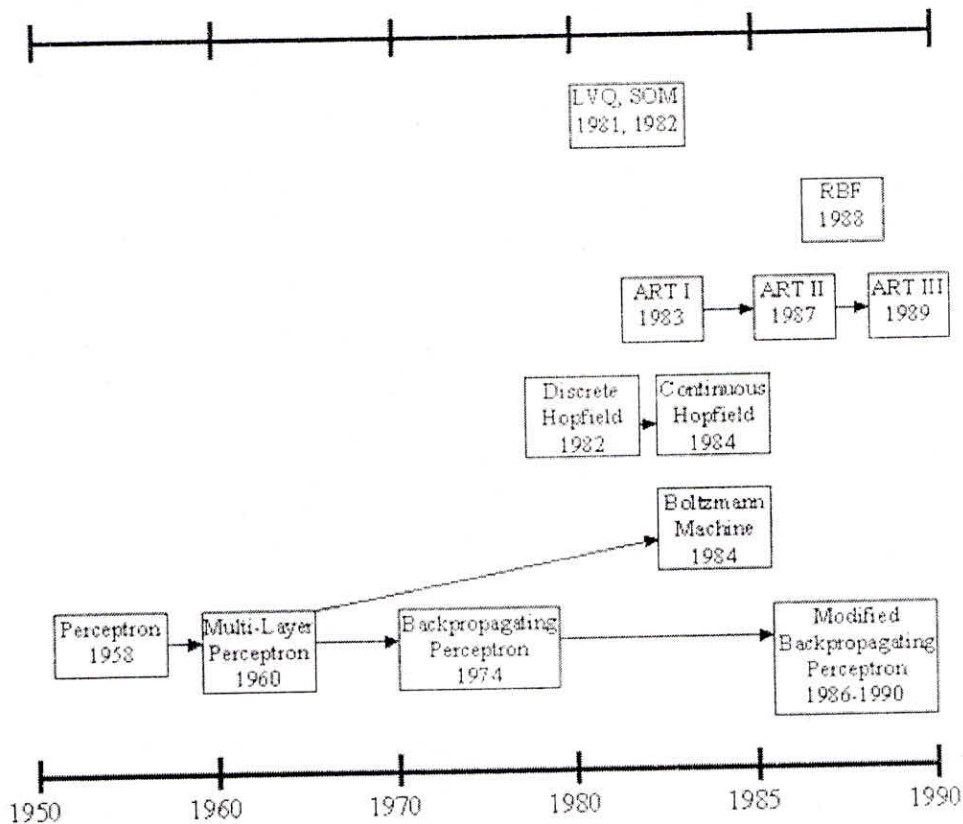 LVQ, SOM
1981, 1982
RBF
1988
ART I
1983
ART II
1987
ART III
1989
Discrete
Hopfield
1982
Continuous
Hopfield
1984
Boltzmann
Machine
1984
Perceptron
1958
Multi-Layer
Perceptron
1960
Backpropagating
Perceptron
1974
Modified
Backpropagating
Perceptron
1986-1990
1950
1960
1970
1980
1985
1990